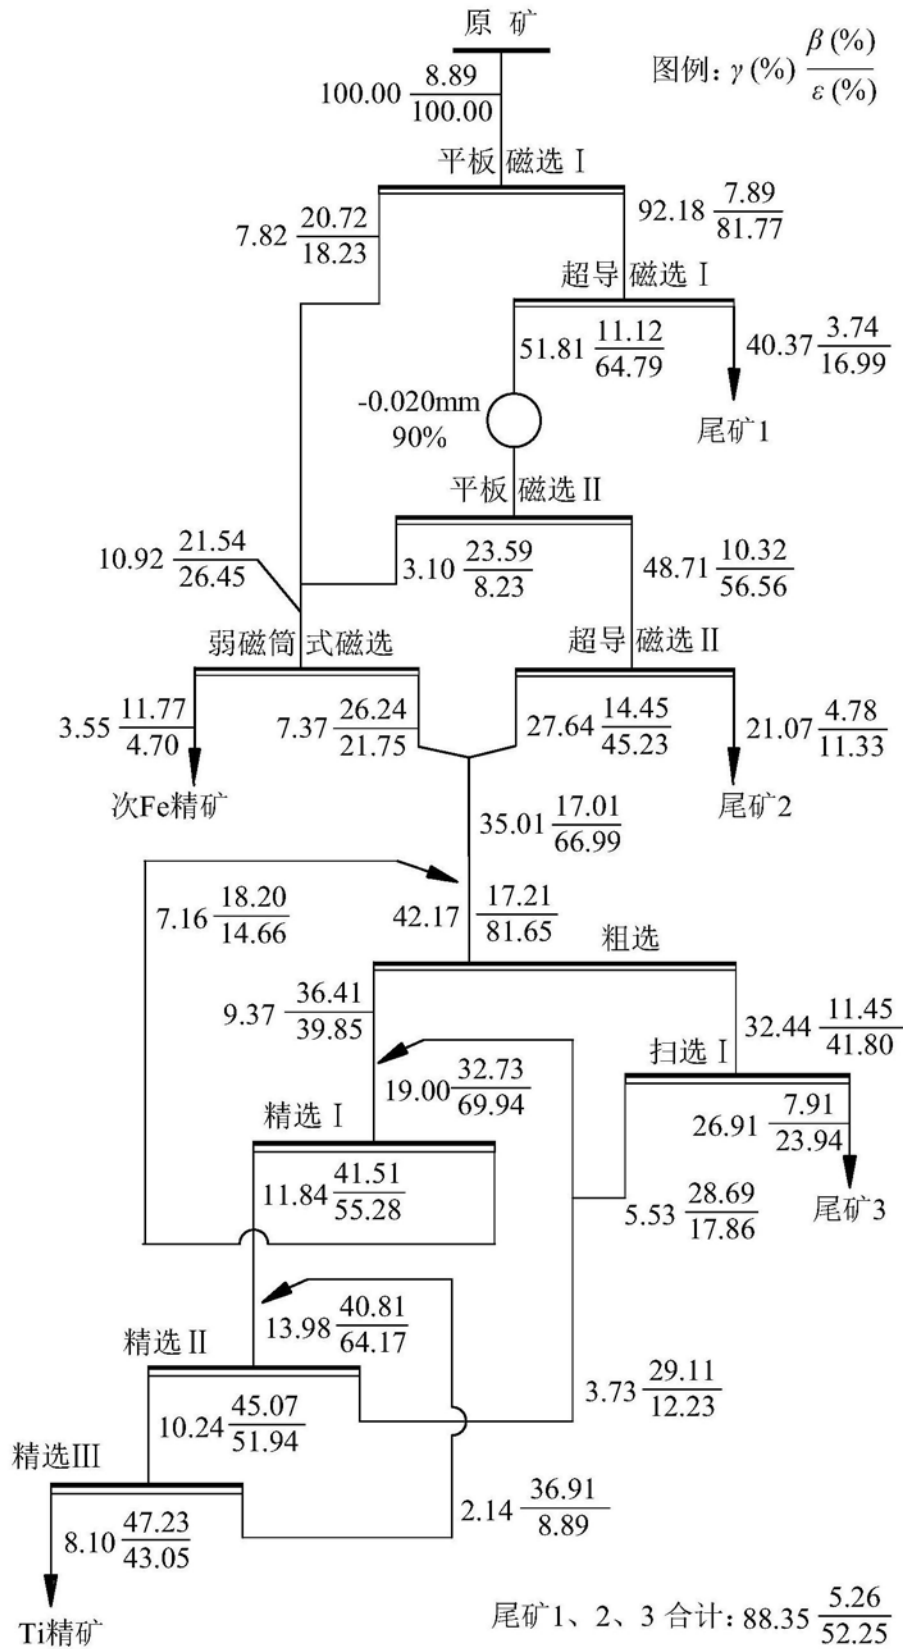 原 矿
图例: γ (%) β (%) / ε (%)
100.00 8.89 / 100.00
平板 磁选 I
7.82 20.72 / 18.23
92.18 7.89 / 81.77
超导 磁选 I
51.81 11.12 / 64.79
40.37 3.74 / 16.99
-0.020mm
90%
尾矿1
平板 磁选 II
10.92 21.54 / 26.45
3.10 23.59 / 8.23
48.71 10.32 / 56.56
弱磁筒 式磁选
超导 磁选 II
3.55 11.77 / 4.70
7.37 26.24 / 21.75
27.64 14.45 / 45.23
21.07 4.78 / 11.33
次Fe精矿
尾矿2
35.01 17.01 / 66.99
7.16 18.20 / 14.66
42.17 17.21 / 81.65
粗选
9.37 36.41 / 39.85
32.44 11.45 / 41.80
扫选 I
19.00 32.73 / 69.94
精选 I
26.91 7.91 / 23.94
11.84 41.51 / 55.28
5.53 28.69 / 17.86
尾矿3
13.98 40.81 / 64.17
精选 II
3.73 29.11 / 12.23
10.24 45.07 / 51.94
精选III
2.14 36.91 / 8.89
8.10 47.23 / 43.05
Ti精矿
尾矿1、2、3 合计: 88.35 5.26 / 52.25